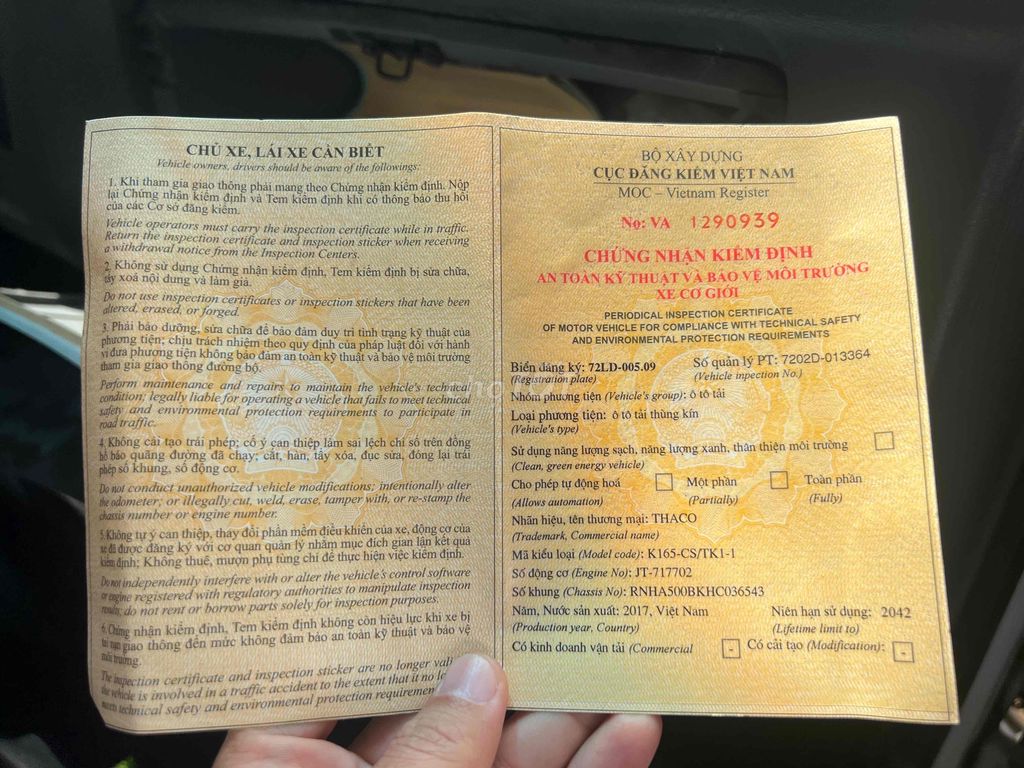 CHỦ XE, LÁI XE CẦN BIẾT
Vehicle owners, drivers should be aware of the followings:
1. Khi tham gia giao thông phải mang theo Chứng nhận kiểm định. Nộp
lại Chứng nhận kiểm định và Tem kiểm định khi có thông báo thu hồi
của các Cơ sở đăng kiểm.
Vehicle operators must carry the inspection certificate while in traffic.
Return the inspection certificate and inspection sticker when receiving
a withdrawal notice from the Inspection Centers.
2. Không sử dụng Chứng nhận kiểm định, Tem kiểm định bị sửa chữa,
tẩy xoá nội dung và làm giả.
Do not use inspection certificates or inspection stickers that have been
altered, erased, or forged.
3. Phải bảo dưỡng, sửa chữa để bảo đảm duy trì tình trạng kỹ thuật của
phương tiện; chịu trách nhiệm theo quy định của pháp luật đối với hành
vi đưa phương tiện không bảo đảm an toàn kỹ thuật và bảo vệ môi trường
tham gia giao thông đường bộ.
Perform maintenance and repairs to maintain the vehicle's technical
condition; legally liable for operating a vehicle that fails to meet technical
safety and environmental protection requirements to participate in
road traffic.
4. Không cải tạo trái phép; cố ý can thiệp làm sai lệch chỉ số trên đồng
hồ báo quãng đường đã chạy; cắt, hàn, tẩy xóa, đục sửa, đóng lại trái
phép số khung, số động cơ.
Do not conduct unauthorized vehicle modifications; intentionally alter
the odometer; or illegally cut, weld, erase, tamper with, or re-stamp the
chassis number or engine number.
5. Không tự ý can thiệp, thay đổi phần mềm điều khiển của xe, động cơ của
xe đã được đăng ký với cơ quan quản lý nhằm mục đích gian lận kết quả
kiểm định; Không thuê, mượn phụ tùng chỉ để thực hiện việc kiểm định.
Do not independently interfere with or alter the vehicle's control software
or engine registered with regulatory authorities to manipulate inspection
results; do not rent or borrow parts solely for inspection purposes.
6. Chứng nhận kiểm định, Tem kiểm định không còn hiệu lực khi xe bị
tai nạn giao thông đến mức không đảm bảo an toàn kỹ thuật và bảo vệ
môi trường.
The inspection certificate and inspection sticker are no longer valid
the vehicle is involved in a traffic accident to the extent that it no
meets technical safety and environmental protection
BỘ XÂY DỰNG
CỤC ĐĂNG KIỂM VIỆT NAM
MOC – Vietnam Register
No: VA 1290939
CHỨNG NHẬN KIỂM ĐỊNH
AN TOÀN KỸ THUẬT VÀ BẢO VỆ MÔI TRƯỜNG
XE CƠ GIỚI
PERIODICAL INSPECTION CERTIFICATE
OF MOTOR VEHICLE FOR COMPLIANCE WITH TECHNICAL SAFETY
AND ENVIRONMENTAL PROTECTION REQUIREMENTS
Biển đăng ký: 72LD-005.09 Số quản lý PT: 7202D-013364
(Registration plate) (Vehicle inspection No.)
Nhóm phương tiện (Vehicle's group): ô tô tải
Loại phương tiện: ô tô tải thùng kín
(Vehicle's type)
Sử dụng năng lượng sạch, năng lượng xanh, thân thiện môi trường
(Clean, green energy vehicle)
Cho phép tự động hoá Một phần Toàn phần
(Allows automation) (Partially) (Fully)
Nhãn hiệu, tên thương mại: THACO
(Trademark, Commercial name)
Mã kiểu loại (Model code): K165-CS/TK1-1
Số động cơ (Engine No): JT-717702
Số khung (Chassis No): RNHA500BKHC036543
Năm, Nước sản xuất: 2017, Việt Nam Niên hạn sử dụng: 2042
(Production year, Country) (Lifetime limit to)
Có kinh doanh vận tải (Commercial - Có cải tạo (Modification): -